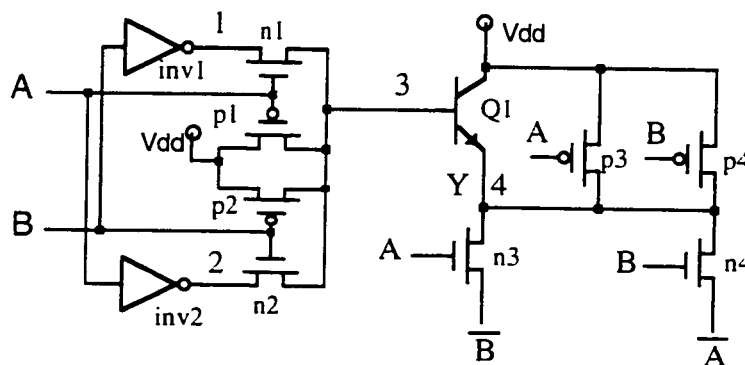 1
n1
inv1
Vdd
3
Q1
A
p1
Vdd
A
B
p3
p4
p2
Y
4
B
2
A
n3
B
n4
inv2
n2
B̅
A̅